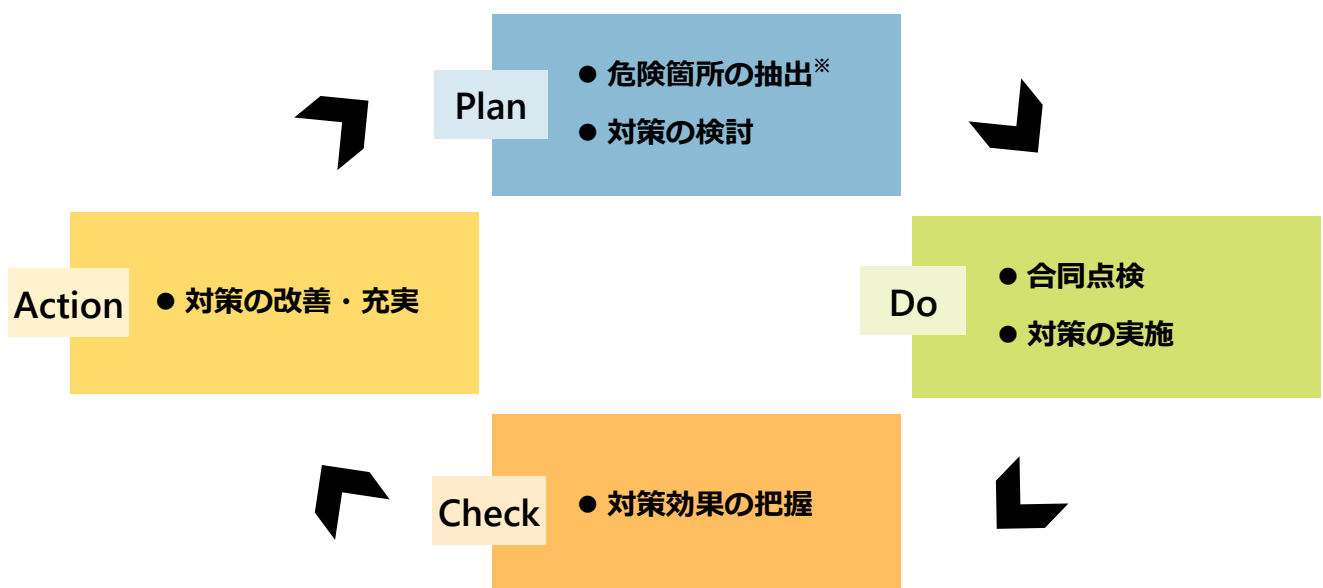 Plan
● 危険箇所の抽出※
● 対策の検討
Do
● 合同点検
● 対策の実施
Check
● 対策効果の把握
Action
● 対策の改善・充実